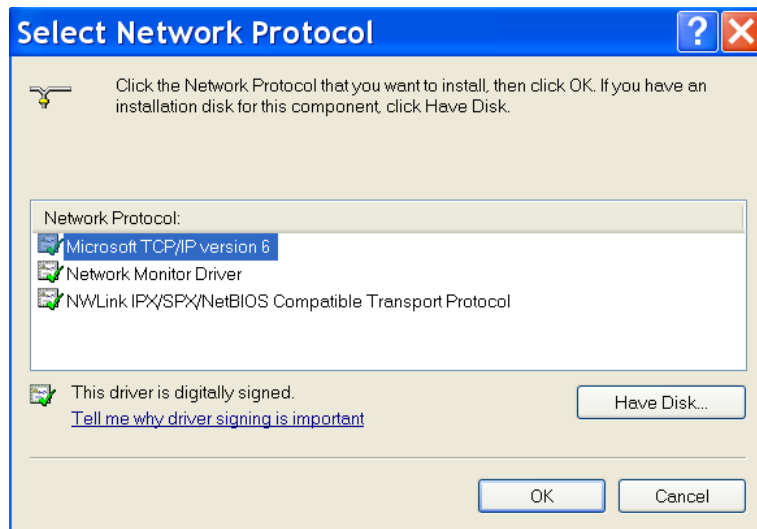 Select Network Protocol
Click the Network Protocol that you want to install, then click OK. If you have an
installation disk for this component, click Have Disk.
Network Protocol:
Microsoft TCP/IP version 6
Network Monitor Driver
NWLink IPX/SPX/NetBIOS Compatible Transport Protocol
This driver is digitally signed.
Tell me why driver signing is important
Have Disk...
OK
Cancel